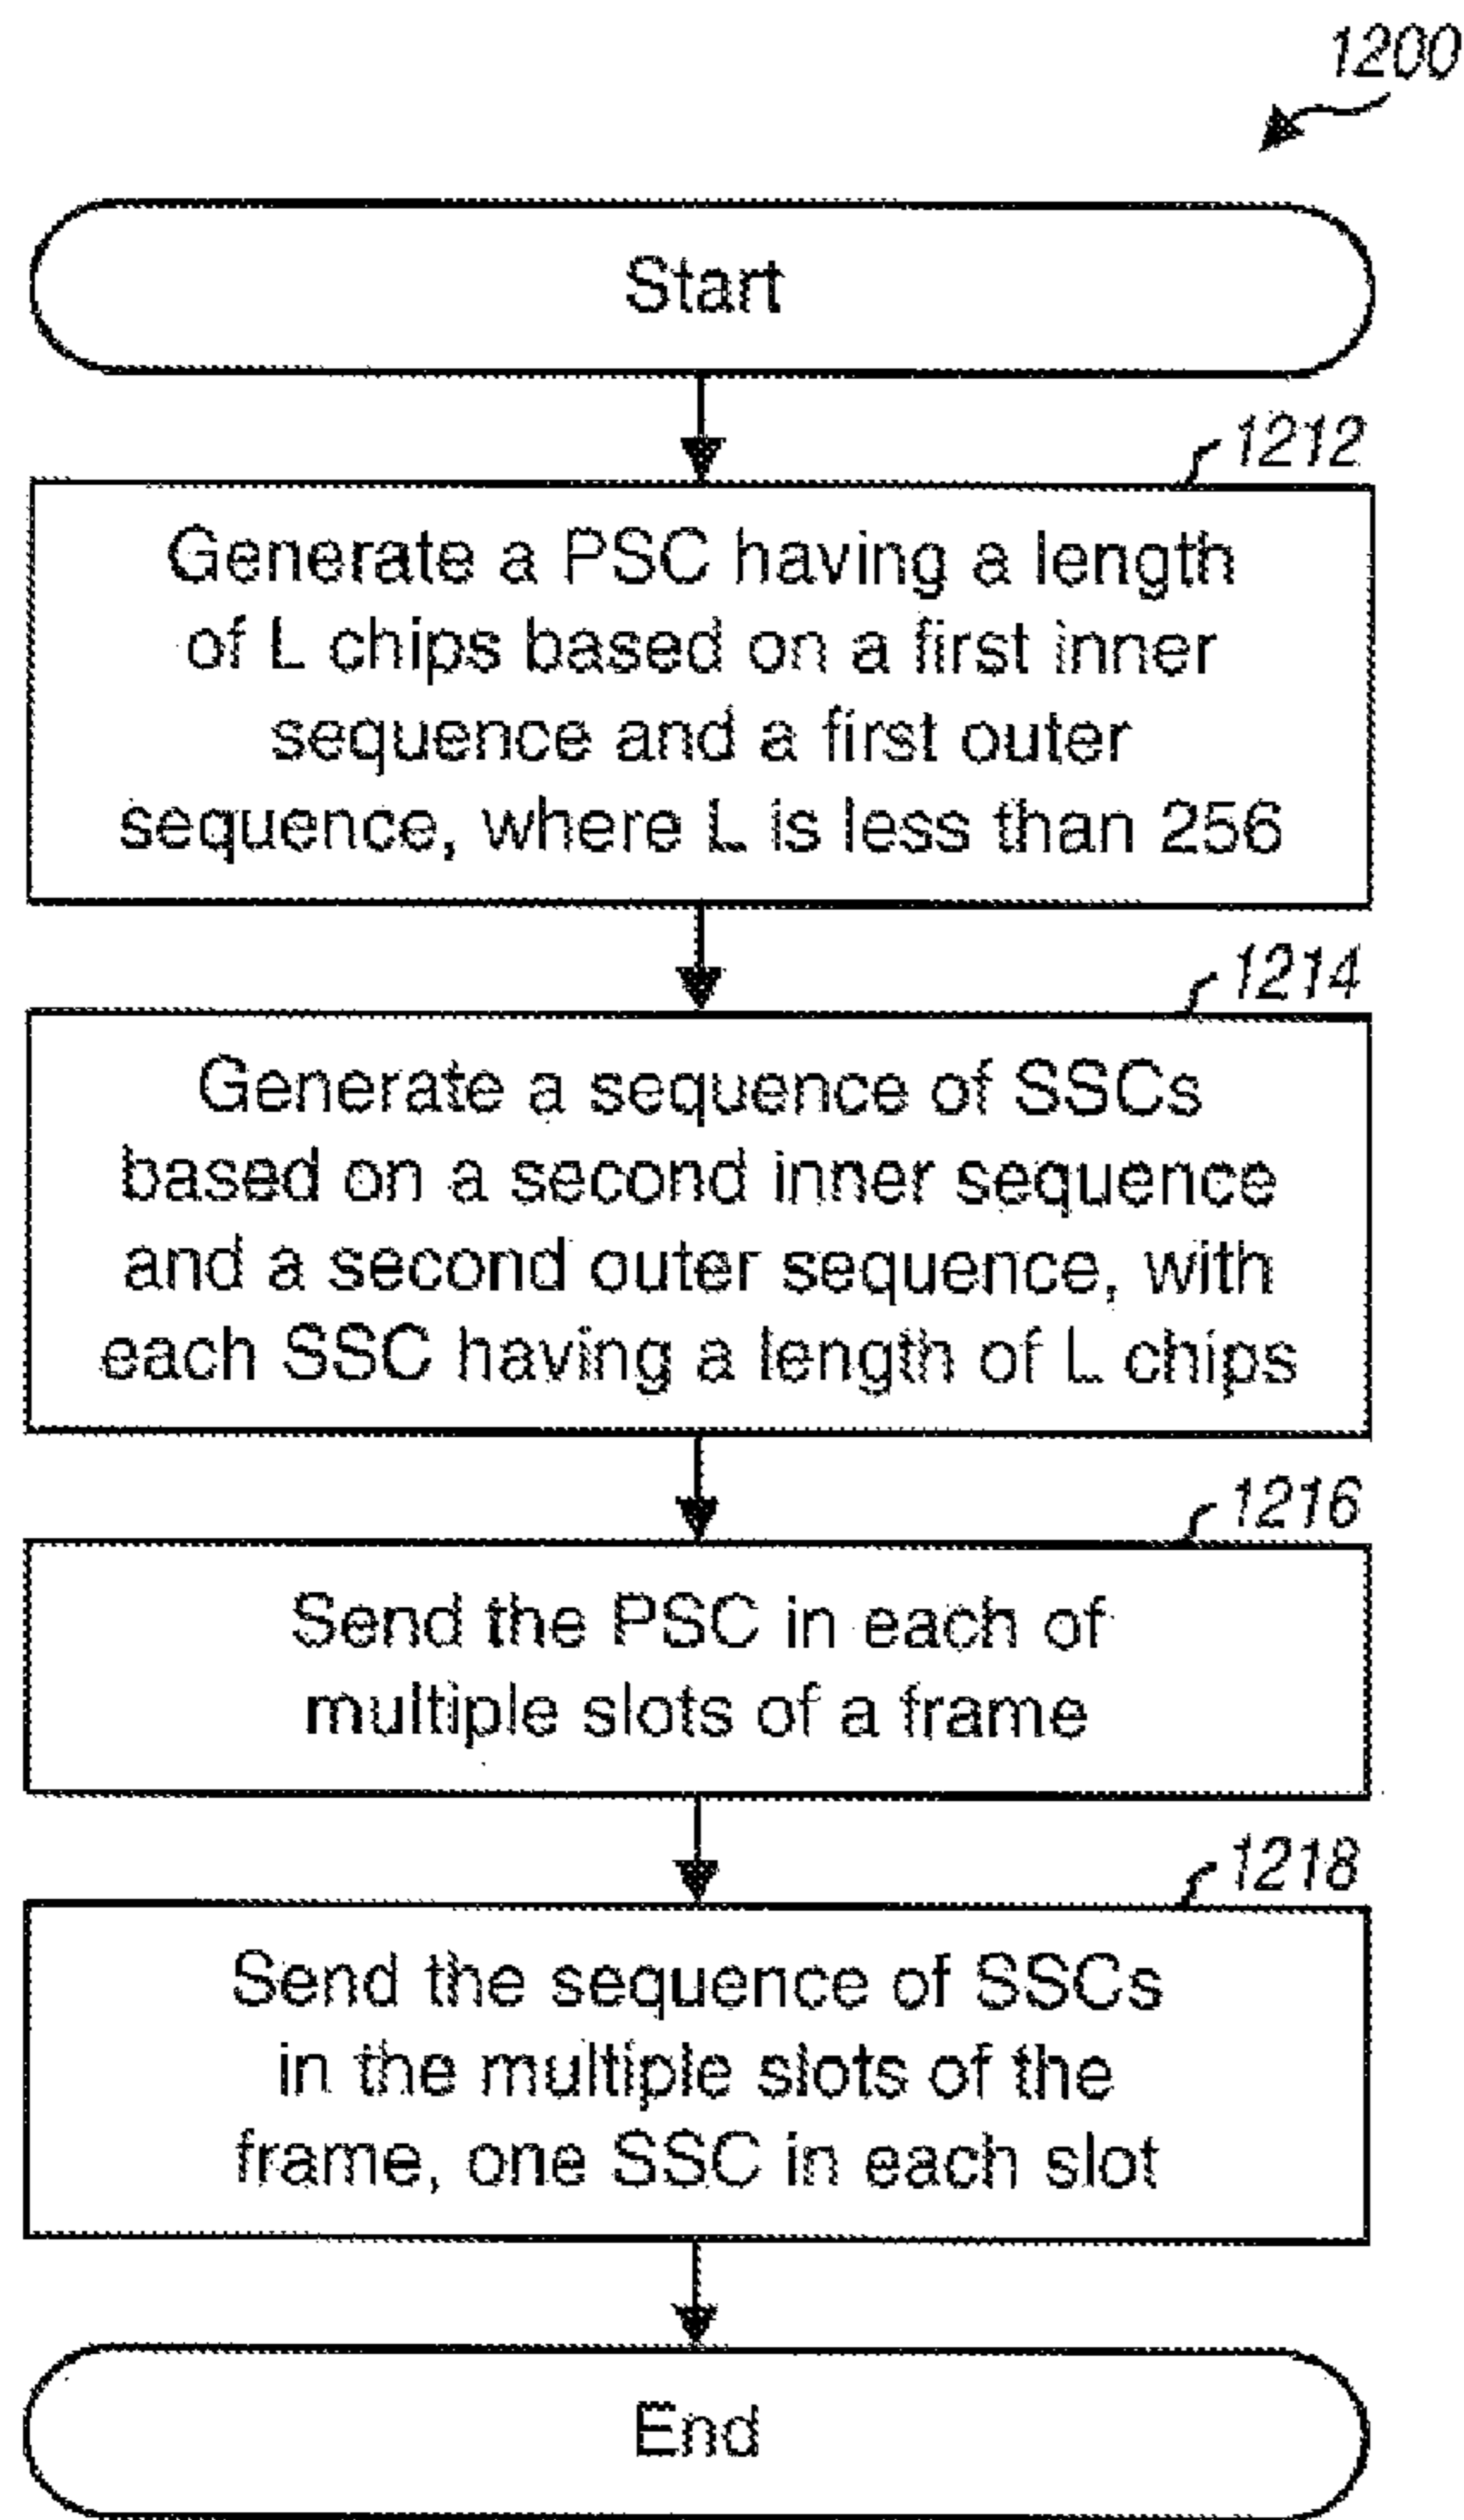 1200
Start
1212
Generate a PSC having a length
of L chips based on a first inner
sequence and a first outer
sequence, where L is less than 256
1214
Generate a sequence of SSCs
based on a second inner sequence
and a second outer sequence, with
each SSC having a length of L chips
1216
Send the PSC in each of
multiple slots of a frame
1218
Send the sequence of SSCs
in the multiple slots of the
frame, one SSC in each slot
End